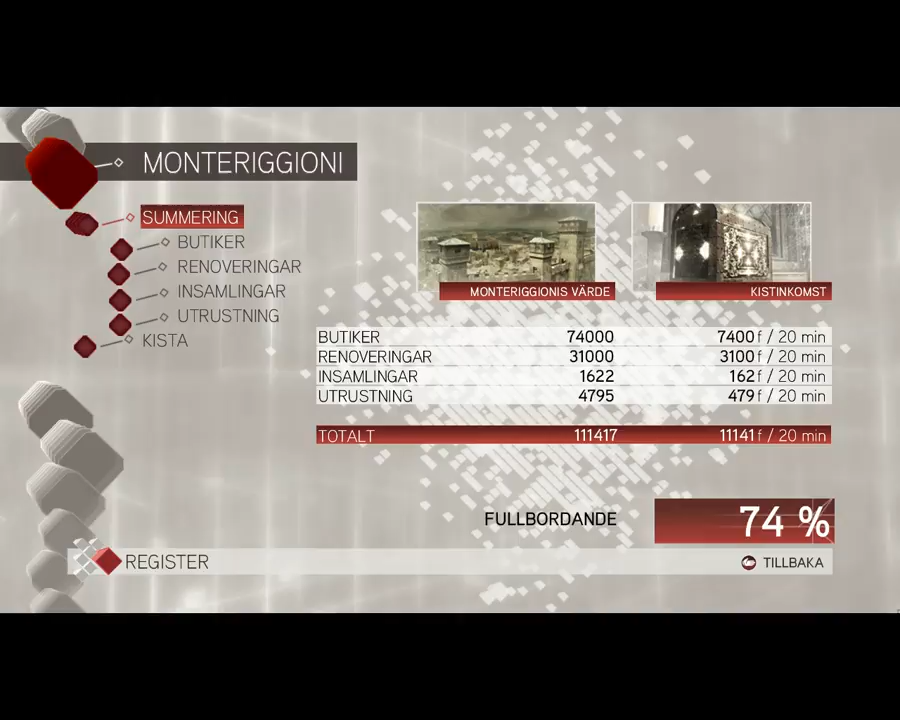 MONTERIGGIONI
SUMMERING
BUTIKER
RENOVERINGAR
INSAMLINGAR
UTRUSTNING
KISTA
MONTERIGGIONIS VÄRDE
KISTINKOMST
BUTIKER 74000 7400 f / 20 min
RENOVERINGAR 31000 3100 f / 20 min
INSAMLINGAR 1622 162 f / 20 min
UTRUSTNING 4795 479 f / 20 min
TOTALT 111417 11141 f / 20 min
FULLBORDANDE 74 %
REGISTER
TILLBAKA